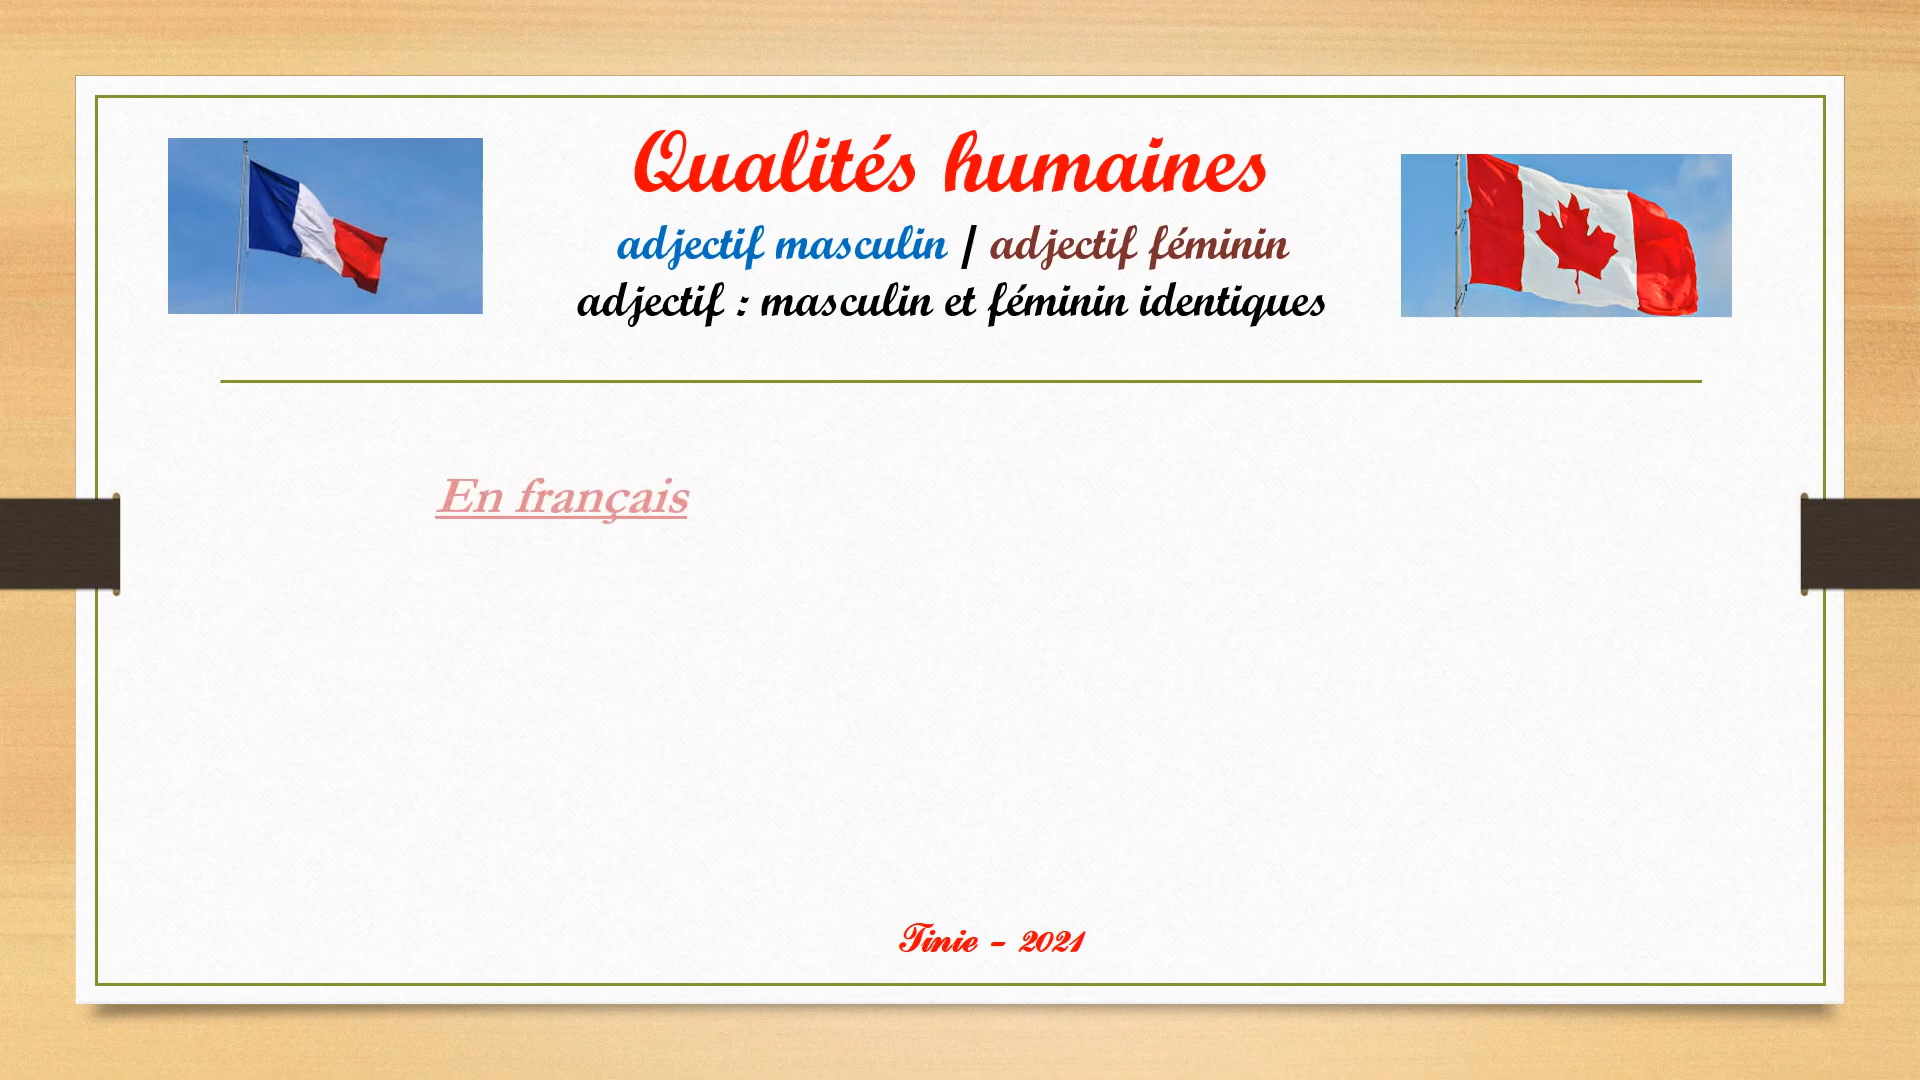 Qualités humaines
adjectif masculin / adjectif féminin
adjectif : masculin et féminin identiques
En français
Tinie - 2021